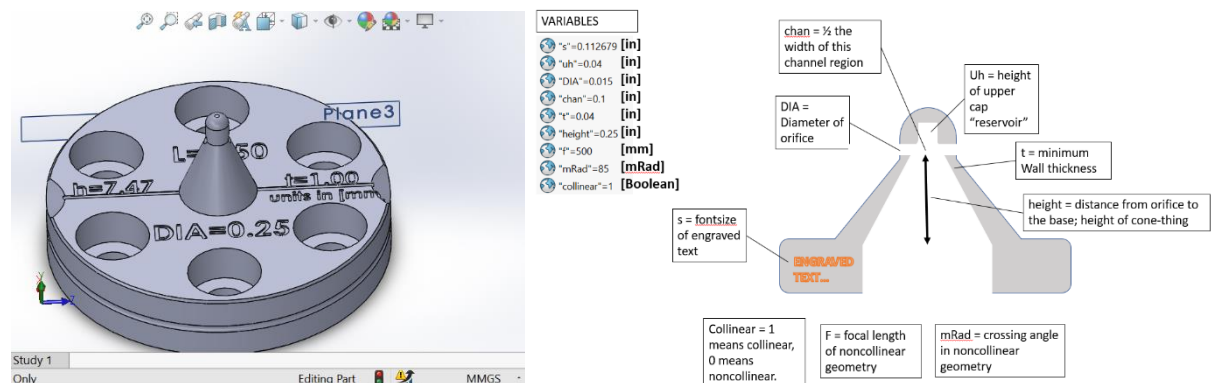 Plane3
L=
50
h=7.47
t=1.00
units in [mm]
DIA=0.25
Study 1
Only
Editing Part
MMGS
VARIABLES
"s"=0.112679 [in]
"uh"=0.04 [in]
"DIA"=0.015 [in]
"chan"=0.1 [in]
"t"=0.04 [in]
"height"=0.25 [in]
"f"=500 [mm]
"mRad"=85 [mRad]
"collinear"=1 [Boolean]
chan = ½ the
width of this
channel region
Uh = height
of upper
cap
“reservoir”
DIA =
Diameter of
orifice
t = minimum
Wall thickness
height = distance from orifice to
the base; height of cone-thing
s = fontsize
of engraved
text
ENGRAVED
TEXT...
Collinear = 1
means collinear,
0 means
noncollinear.
F = focal length
of noncollinear
geometry
mRad = crossing angle
in noncollinear
geometry